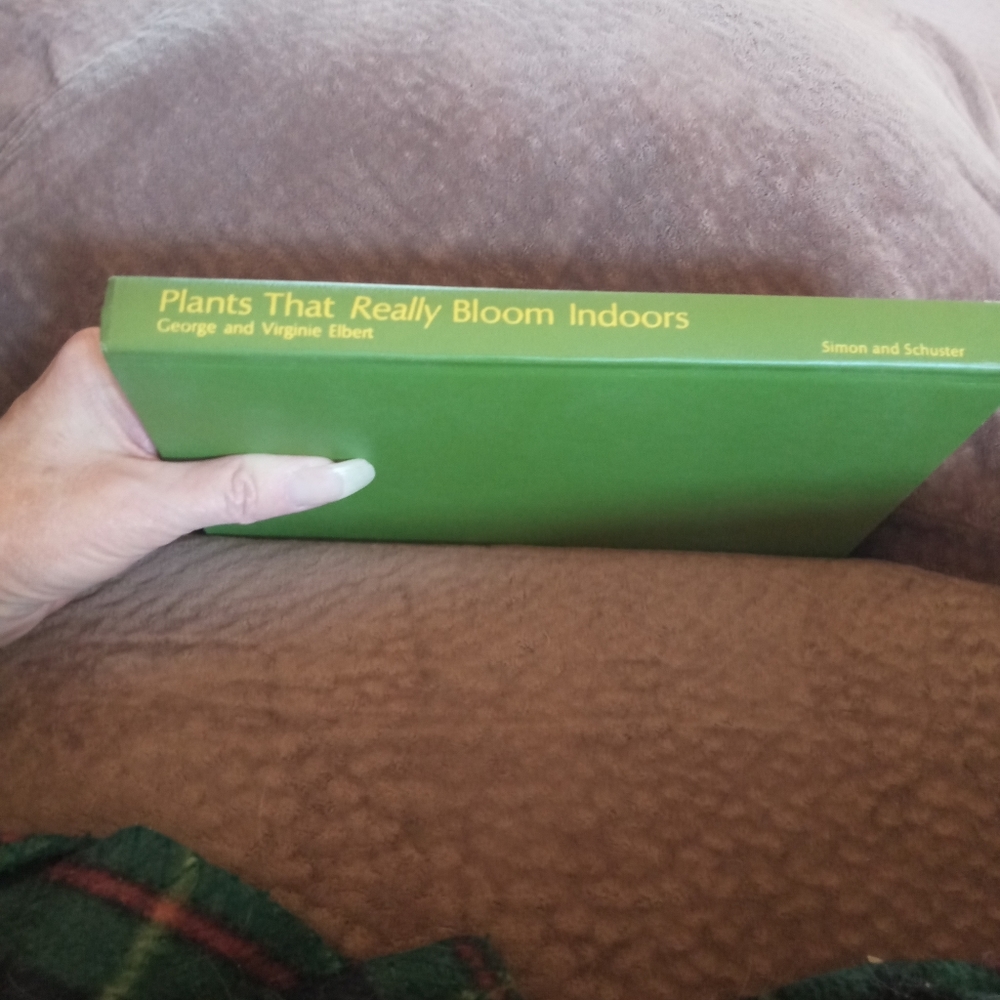 Plants That Really Bloom Indoors
George and Virginie Elbert
Simon and Schuster